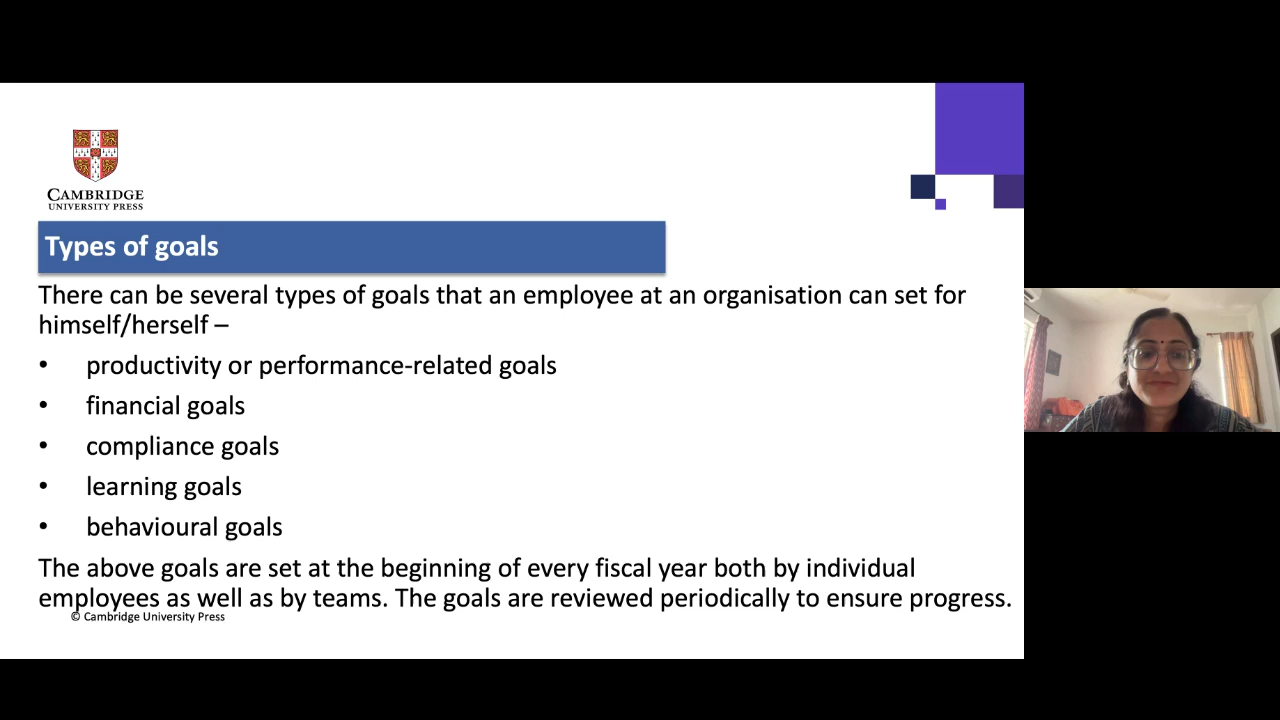 CAMBRIDGE
UNIVERSITY PRESS
Types of goals
There can be several types of goals that an employee at an organisation can set for
himself/herself –
• productivity or performance-related goals
• financial goals
• compliance goals
• learning goals
• behavioural goals
The above goals are set at the beginning of every fiscal year both by individual
employees as well as by teams. The goals are reviewed periodically to ensure progress.
© Cambridge University Press